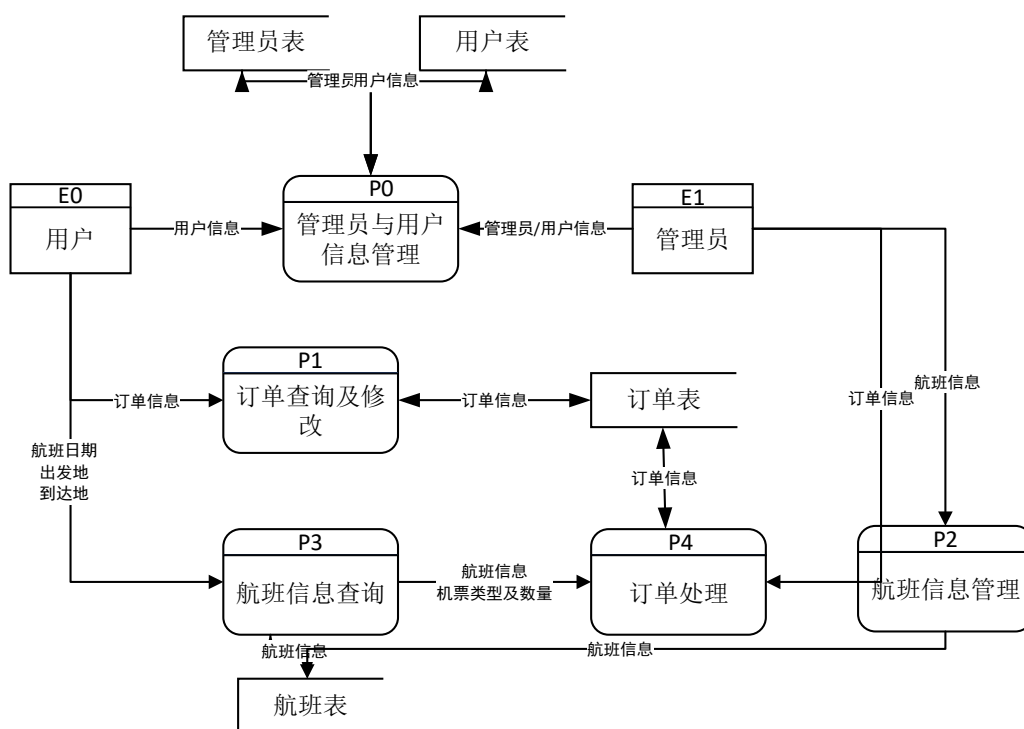 管理员表
用户表
管理员用户信息
E0
用户
用户信息
P0
管理员与用户
信息管理
管理员/用户信息
E1
管理员
P1
订单查询及修
改
订单信息
订单信息
订单表
订单信息
航班信息
航班日期
出发地
到达地
订单信息
P3
航班信息查询
航班信息
机票类型及数量
P4
订单处理
P2
航班信息管理
航班信息
航班信息
航班表